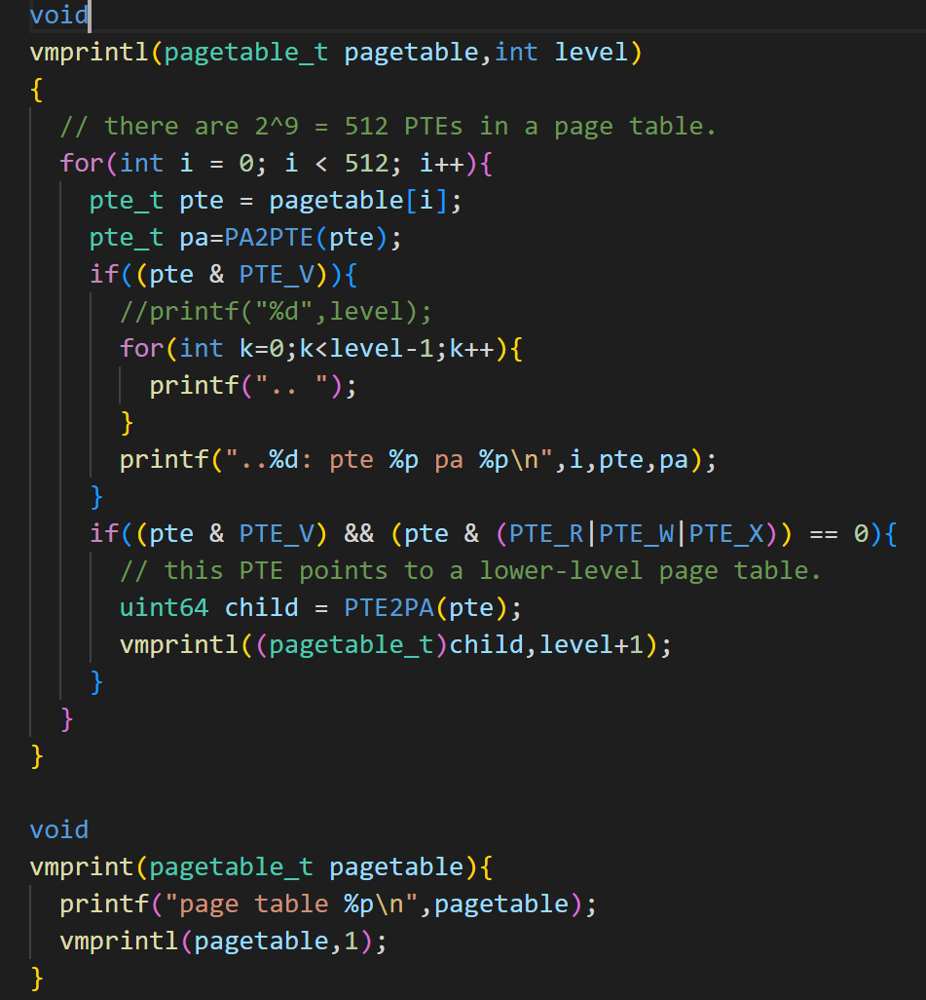 void
vmprintl(pagetable_t pagetable,int level)
{
  // there are 2^9 = 512 PTEs in a page table.
  for(int i = 0; i < 512; i++){
    pte_t pte = pagetable[i];
    pte_t pa=PA2PTE(pte);
    if((pte & PTE_V)){
      //printf("%d",level);
      for(int k=0;k<level-1;k++){
        printf(".. ");
      }
      printf("..%d: pte %p pa %p\n",i,pte,pa);
    }
    if((pte & PTE_V) && (pte & (PTE_R|PTE_W|PTE_X)) == 0){
      // this PTE points to a lower-level page table.
      uint64 child = PTE2PA(pte);
      vmprintl((pagetable_t)child,level+1);
    }
  }
}

void
vmprint(pagetable_t pagetable){
  printf("page table %p\n",pagetable);
  vmprintl(pagetable,1);
}